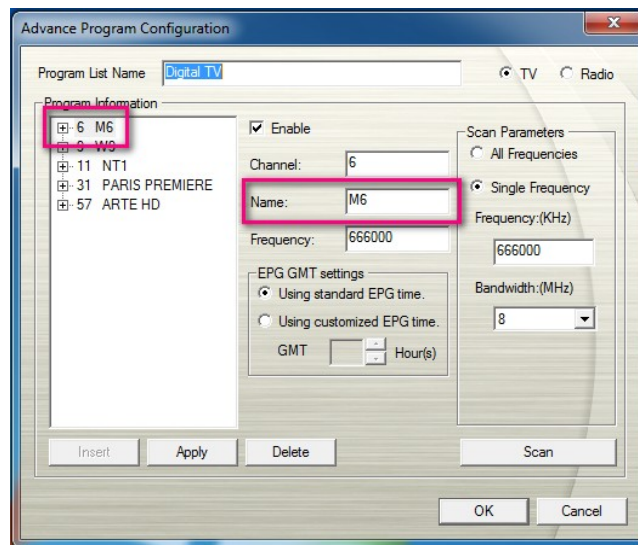 Advance Program Configuration
Program List Name Digital TV TV Radio
Program Information
6 M6
9 W9
11 NT1
31 PARIS PREMIERE
57 ARTE HD
Enable
Channel: 6
Name: M6
Frequency: 666000
EPG GMT settings
Using standard EPG time.
Using customized EPG time.
GMT Hour(s)
Scan Parameters
All Frequencies
Single Frequency
Frequency:(KHz)
666000
Bandwidth:(MHz)
8
Insert Apply Delete Scan
OK Cancel